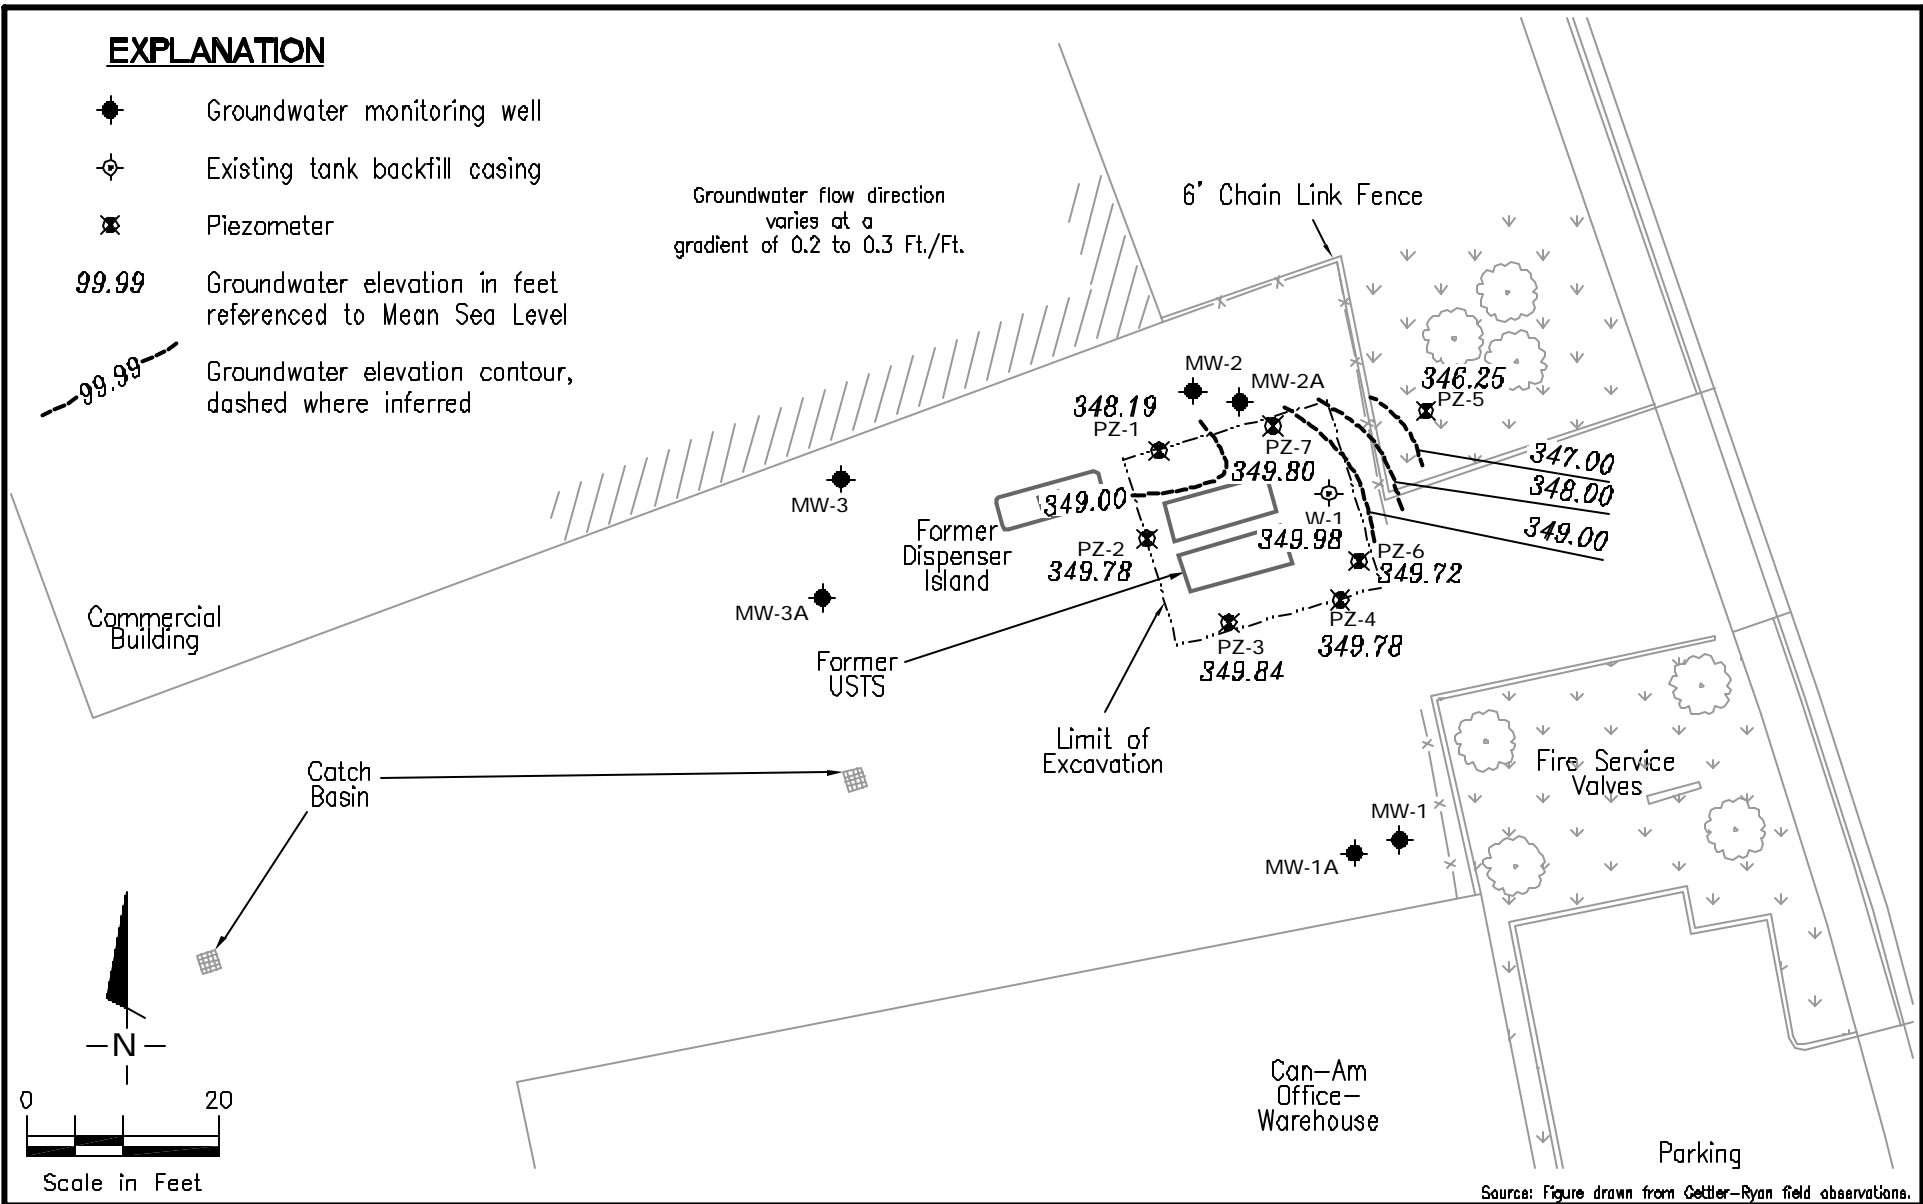 EXPLANATION
Groundwater monitoring well
Existing tank backfill casing
Piezometer
99.99
Groundwater elevation in feet
referenced to Mean Sea Level
99.99
Groundwater elevation contour,
dashed where inferred
Groundwater flow direction
varies at a
gradient of 0.2 to 0.3 Ft./Ft.
6' Chain Link Fence
MW-2
MW-2A
348.19
PZ-1
346.25
PZ-5
PZ-7
349.80
347.00
348.00
349.00
MW-3
349.00
W-1
349.98
Former
Dispenser
Island
PZ-2
349.78
PZ-6
349.72
MW-3A
PZ-4
349.78
PZ-3
349.84
Commercial
Building
Former
USTS
Limit of
Excavation
Catch
Basin
Fire Service
Valves
MW-1
MW-1A
N
0
20
Scale in Feet
Can-Am
Office-
Warehouse
Parking
Source: Figure drawn from Gettler-Ryan field observations.